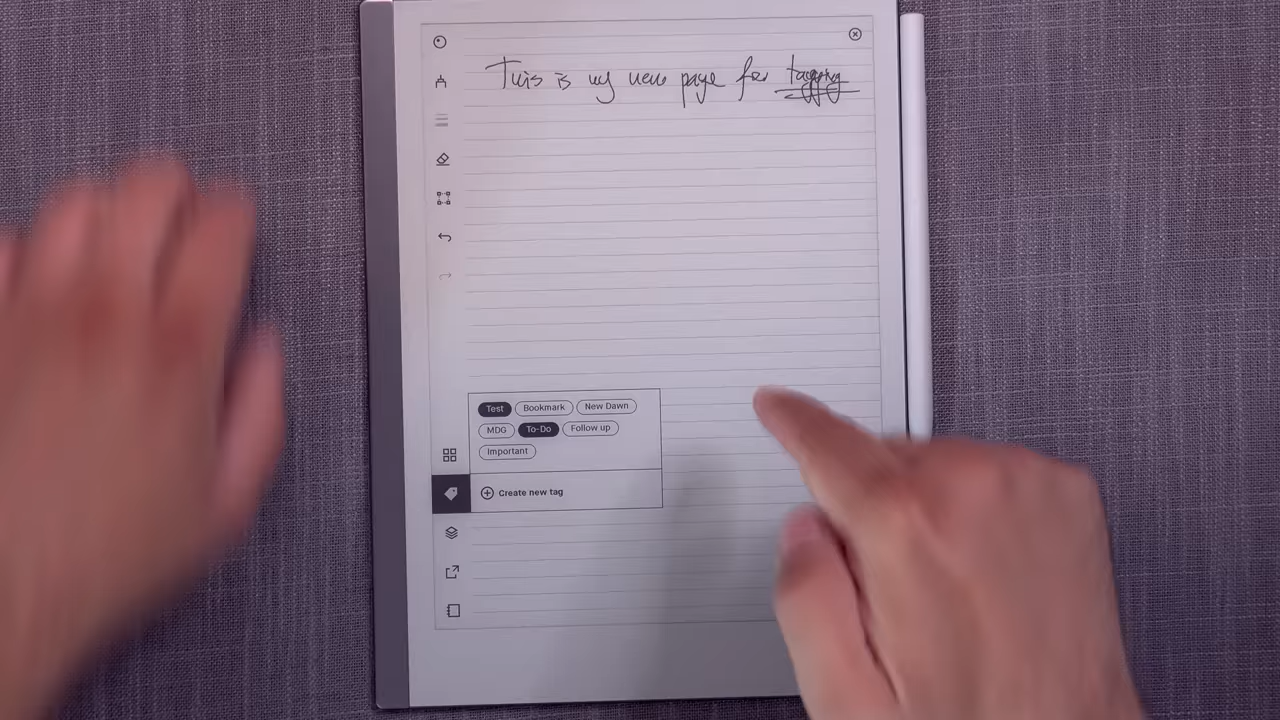 This is my new page for tagging
Test Bookmark New Dawn
MDG To-Do Follow up
Important
Create new tag